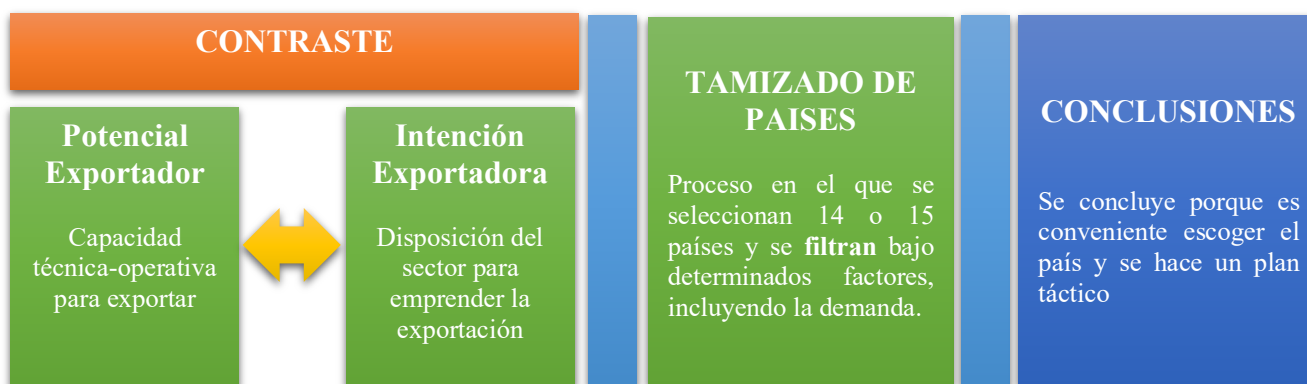 CONTRASTE
Potencial
Exportador
Capacidad
técnica-operativa
para exportar
Intención
Exportadora
Disposición del
sector para
emprender la
exportación
TAMIZADO DE
PAISES
Proceso en el que se
seleccionan 14 o 15
países y se filtran bajo
determinados factores,
incluyendo la demanda.
CONCLUSIONES
Se concluye porque es
conveniente escoger el
país y se hace un plan
táctico